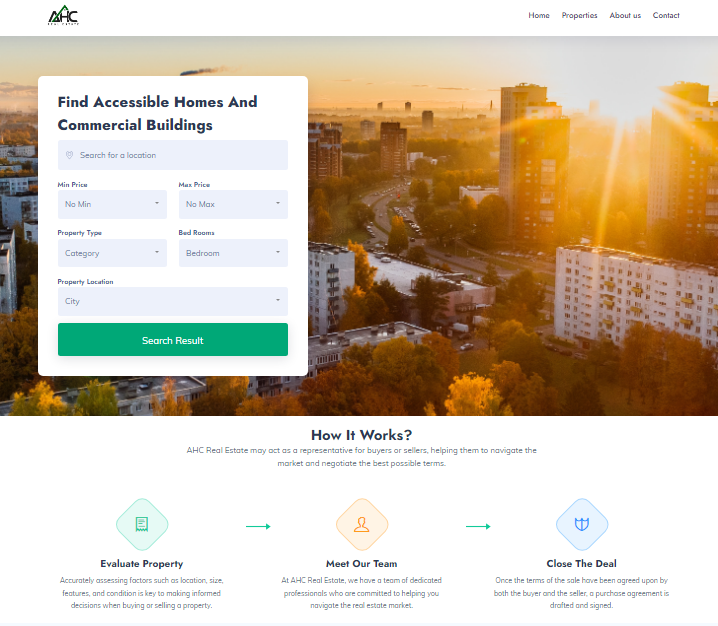 AHC
REAL ESTATE
Home Properties About us Contact
Find Accessible Homes And
Commercial Buildings
Search for a location
Min Price Max Price
No Min No Max
Property Type Bed Rooms
Category Bedroom
Property Location
City
Search Result
How It Works?
AHC Real Estate may act as a representative for buyers or sellers, helping them to navigate the
market and negotiate the best possible terms.
Evaluate Property Meet Our Team Close The Deal
Accurately assessing factors such as location, size, At AHC Real Estate, we have a team of dedicated Once the terms of the sale have been agreed upon by
features, and condition is key to making informed professionals who are committed to helping you both the buyer and the seller, a purchase agreement is
decisions when buying or selling a property. navigate the real estate market. drafted and signed.